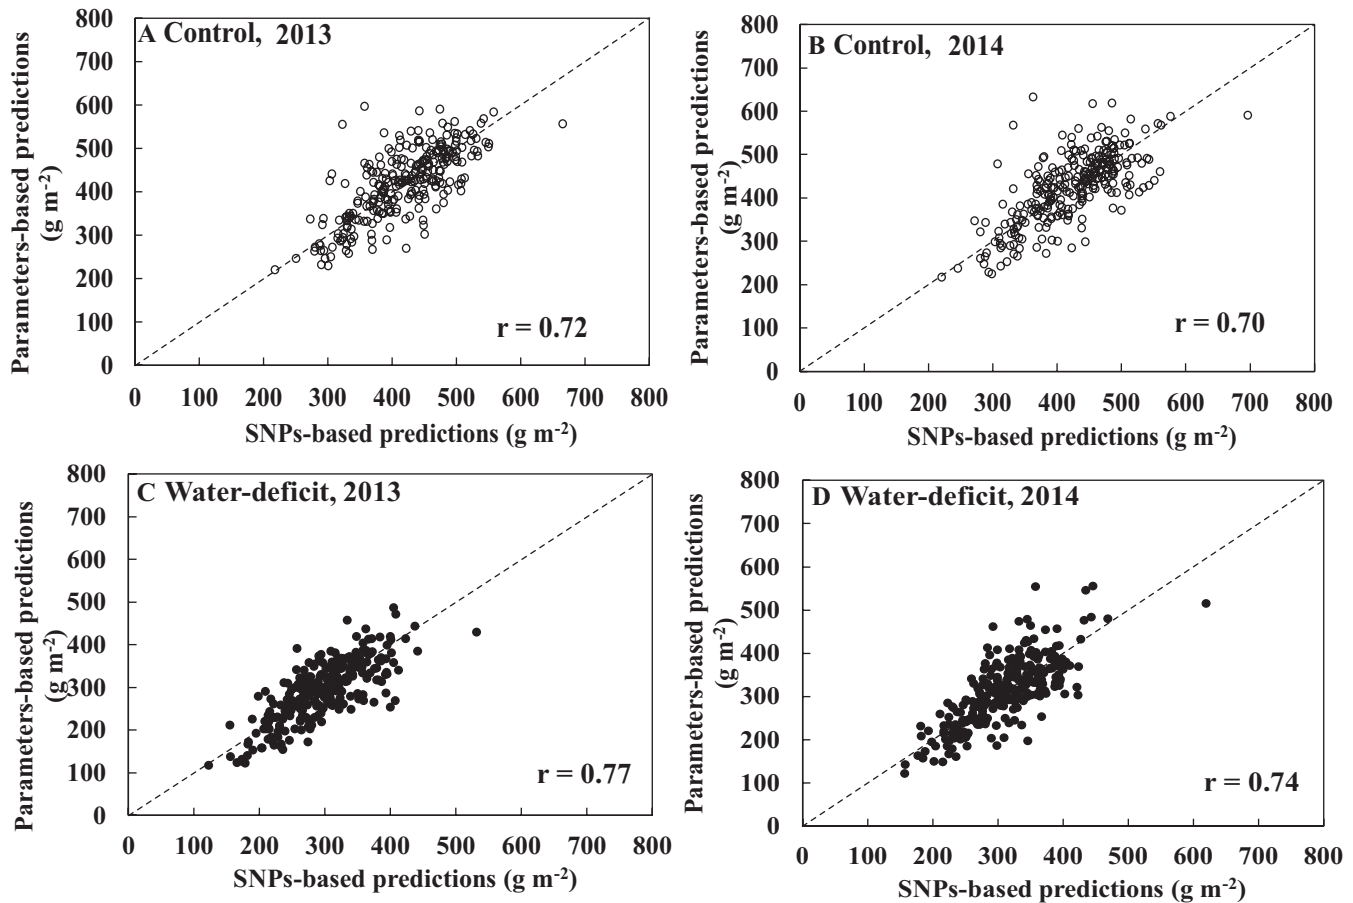 A Control, 2013
Parameters-based predictions
(g m-2)
800
700
600
500
400
300
200
100
0
r = 0.72
0 100 200 300 400 500 600 700 800
SNPs-based predictions (g m-2)
B Control, 2014
Parameters-based predictions
(g m-2)
800
700
600
500
400
300
200
100
0
r = 0.70
0 100 200 300 400 500 600 700 800
SNPs-based predictions (g m-2)
C Water-deficit, 2013
Parameters-based predictions
(g m-2)
800
700
600
500
400
300
200
100
0
r = 0.77
0 100 200 300 400 500 600 700 800
SNPs-based predictions (g m-2)
D Water-deficit, 2014
Parameters-based predictions
(g m-2)
800
700
600
500
400
300
200
100
0
r = 0.74
0 100 200 300 400 500 600 700 800
SNPs-based predictions (g m-2)